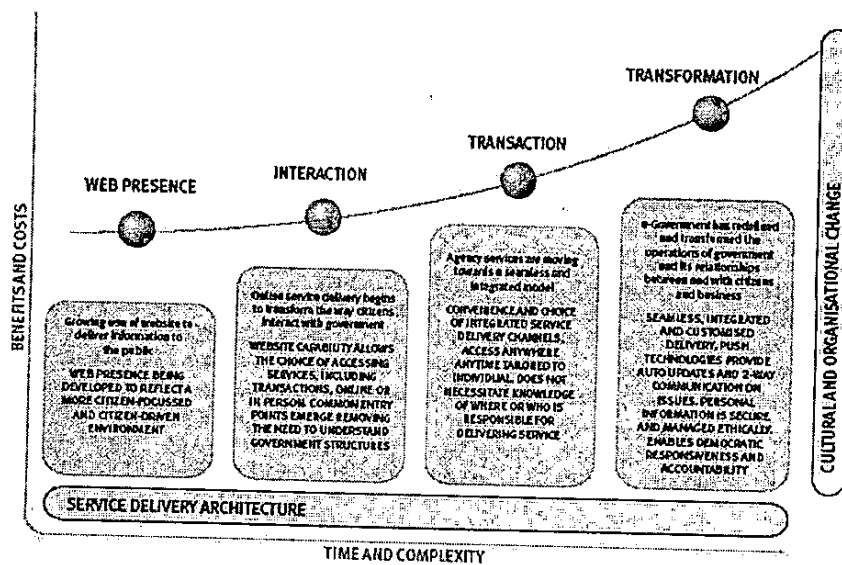 TRANSFORMATION
TRANSACTION
INTERACTION
WEB PRESENCE
BENEFITS AND COSTS
Growing use of website to
deliver information to
the public
WEB PRESENCE BEING
DEVELOPED TO REFLECT A
MORE CITIZEN-FOCUSSED
AND CITIZEN-DRIVEN
ENVIRONMENT
Online service delivery begins
to transform the way citizens
interact with government
WEBSITE CAPABILITY ALLOWS
THE CHOICE OF ACCESSING
SERVICES, INCLUDING
TRANSACTIONS, ONLINE OR
IN PERSON. COMMON ENTRY
POINTS EMERGE REMOVING
THE NEED TO UNDERSTAND
GOVERNMENT STRUCTURES
Agency services are moving
towards a seamless and
integrated model
CONVENIENCE AND CHOICE
OF INTEGRATED SERVICE
DELIVERY CHANNELS,
ACCESS ANYWHERE
ANYTIME TAILORED TO
INDIVIDUAL. DOES NOT
NECESSITATE KNOWLEDGE
OF WHERE OR WHO IS
RESPONSIBLE FOR
DELIVERING SERVICE
e-Government has redefined
and transformed the
operations of government
and its relationships
between and with citizens
and business
SEAMLESS, INTEGRATED
AND CUSTOMISED
DELIVERY, PUSH
TECHNOLOGIES PROVIDE
AUTO UPDATES AND 2-WAY
COMMUNICATION ON
ISSUES. PERSONAL
INFORMATION IS SECURE
AND MANAGED ETHICALLY.
ENABLES DEMOCRATIC
RESPONSIVENESS AND
ACCOUNTABILITY
CULTURAL AND ORGANISATIONAL CHANGE
SERVICE DELIVERY ARCHITECTURE
TIME AND COMPLEXITY